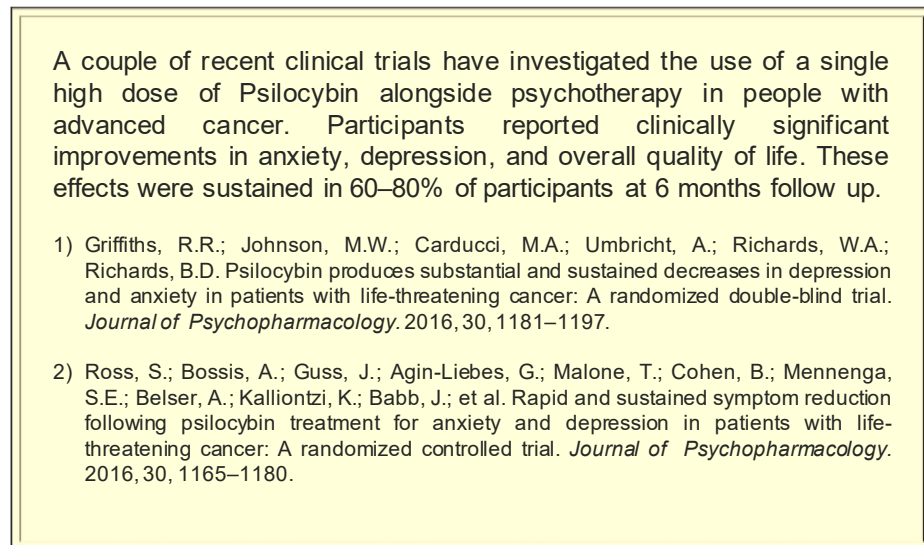 A couple of recent clinical trials have investigated the use of a single
high dose of Psilocybin alongside psychotherapy in people with
advanced cancer. Participants reported clinically significant
improvements in anxiety, depression, and overall quality of life. These
effects were sustained in 60–80% of participants at 6 months follow up.
1) Griffiths, R.R.; Johnson, M.W.; Carducci, M.A.; Umbricht, A.; Richards, W.A.;
Richards, B.D. Psilocybin produces substantial and sustained decreases in depression
and anxiety in patients with life-threatening cancer: A randomized double-blind trial.
Journal of Psychopharmacology. 2016, 30, 1181–1197.
2) Ross, S.; Bossis, A.; Guss, J.; Agin-Liebes, G.; Malone, T.; Cohen, B.; Mennenga,
S.E.; Belser, A.; Kalliontzi, K.; Babb, J.; et al. Rapid and sustained symptom reduction
following psilocybin treatment for anxiety and depression in patients with life-
threatening cancer: A randomized controlled trial. Journal of Psychopharmacology.
2016, 30, 1165–1180.